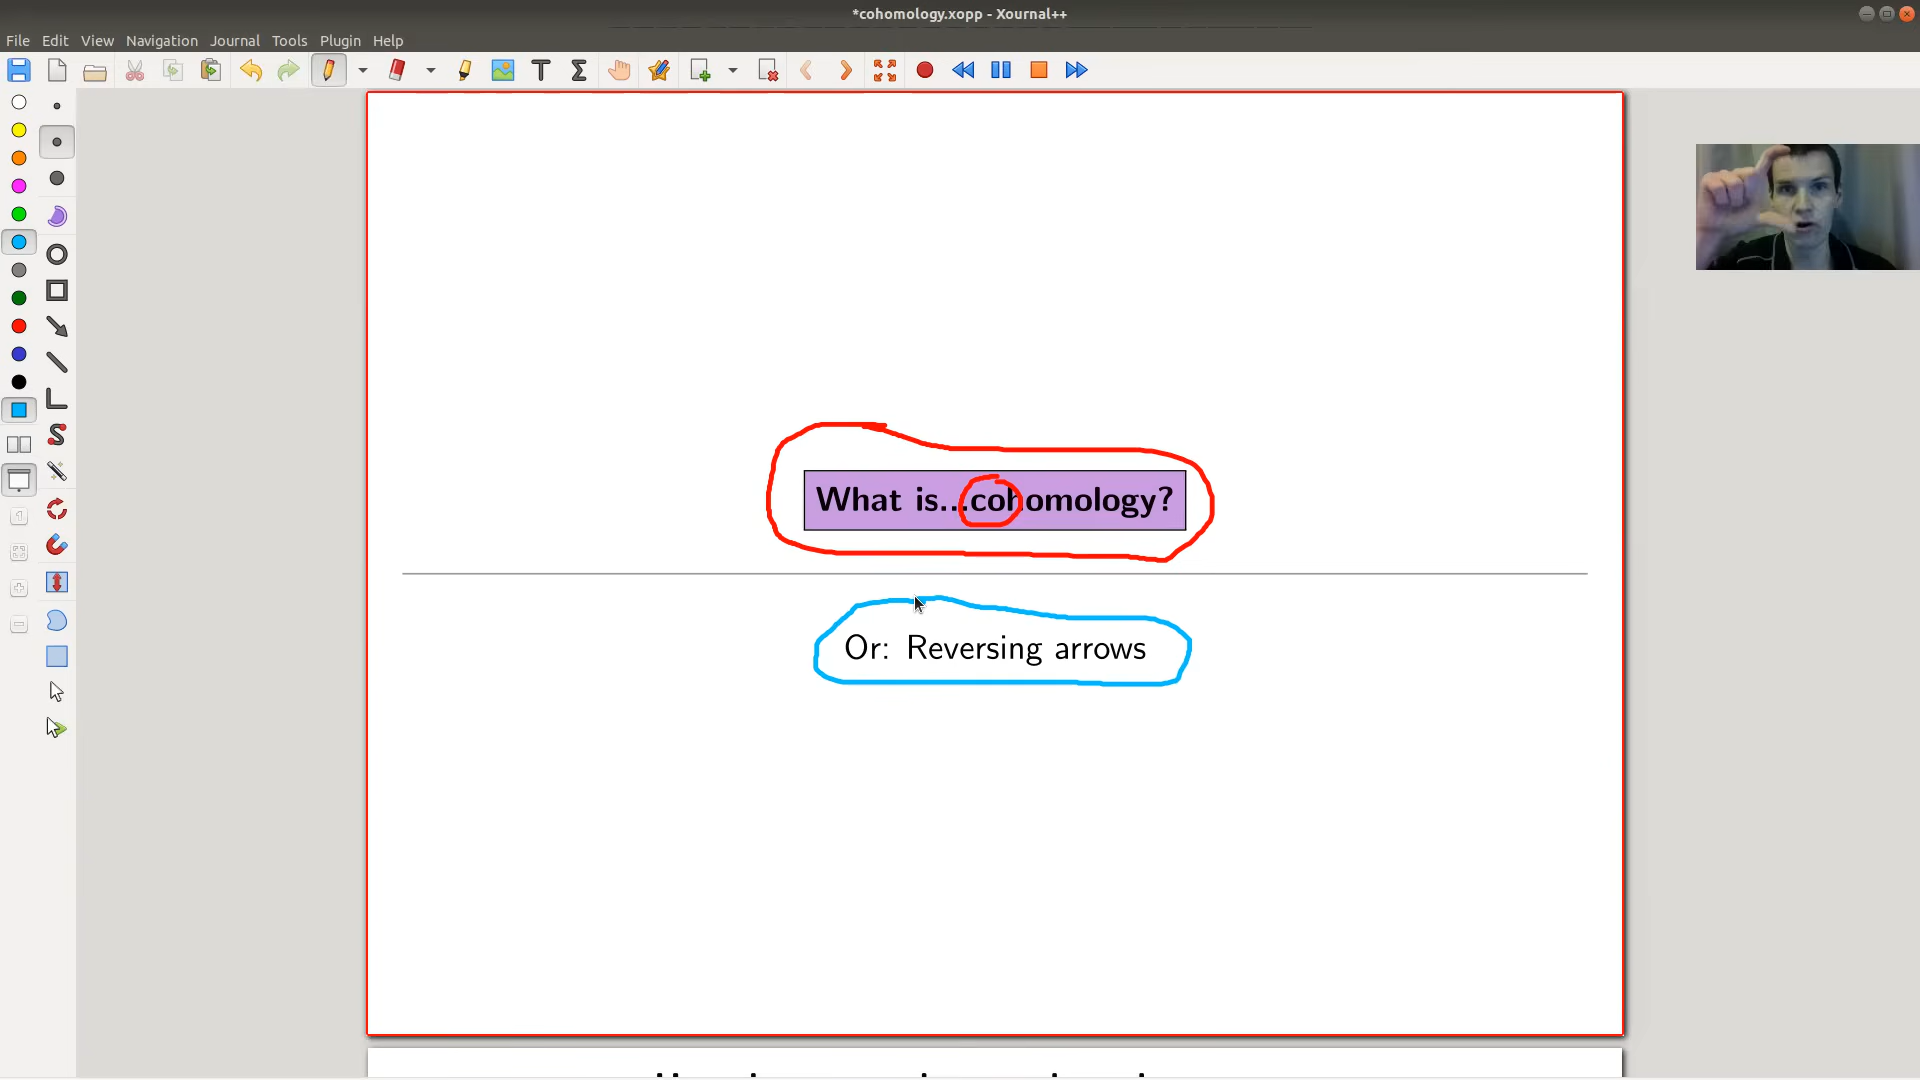 *cohomology.xopp - Xournal++
File Edit View Navigation Journal Tools Plugin Help
What is...cohomology?
Or: Reversing arrows